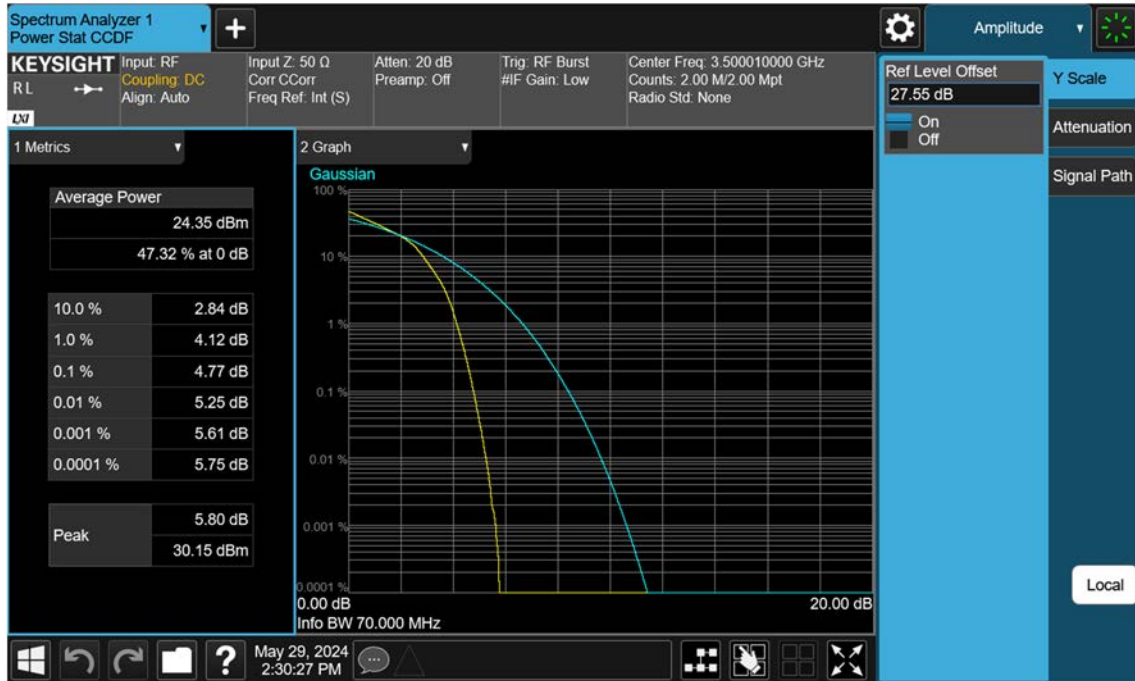 Spectrum Analyzer 1
Power Stat CCDF
Amplitude
KEYSIGHT
R L
LXI
Input: RF
Coupling: DC
Align: Auto
Input Z: 50 Ω
Corr CCorr
Freq Ref: Int (S)
Atten: 20 dB
Preamp: Off
Trig: RF Burst
#IF Gain: Low
Center Freq: 3.500010000 GHz
Counts: 2.00 M/2.00 Mpt
Radio Std: None
Ref Level Offset
27.55 dB
On
Off
Y Scale
Attenuation
Signal Path
1 Metrics
Average Power
24.35 dBm
47.32 % at 0 dB
10.0 % 2.84 dB
1.0 % 4.12 dB
0.1 % 4.77 dB
0.01 % 5.25 dB
0.001 % 5.61 dB
0.0001 % 5.75 dB
Peak
5.80 dB
30.15 dBm
2 Graph
Gaussian
100 %
10 %
1 %
0.1 %
0.01 %
0.001 %
0.0001 %
0.00 dB 20.00 dB
Info BW 70.000 MHz
Local
?
May 29, 2024
2:30:27 PM